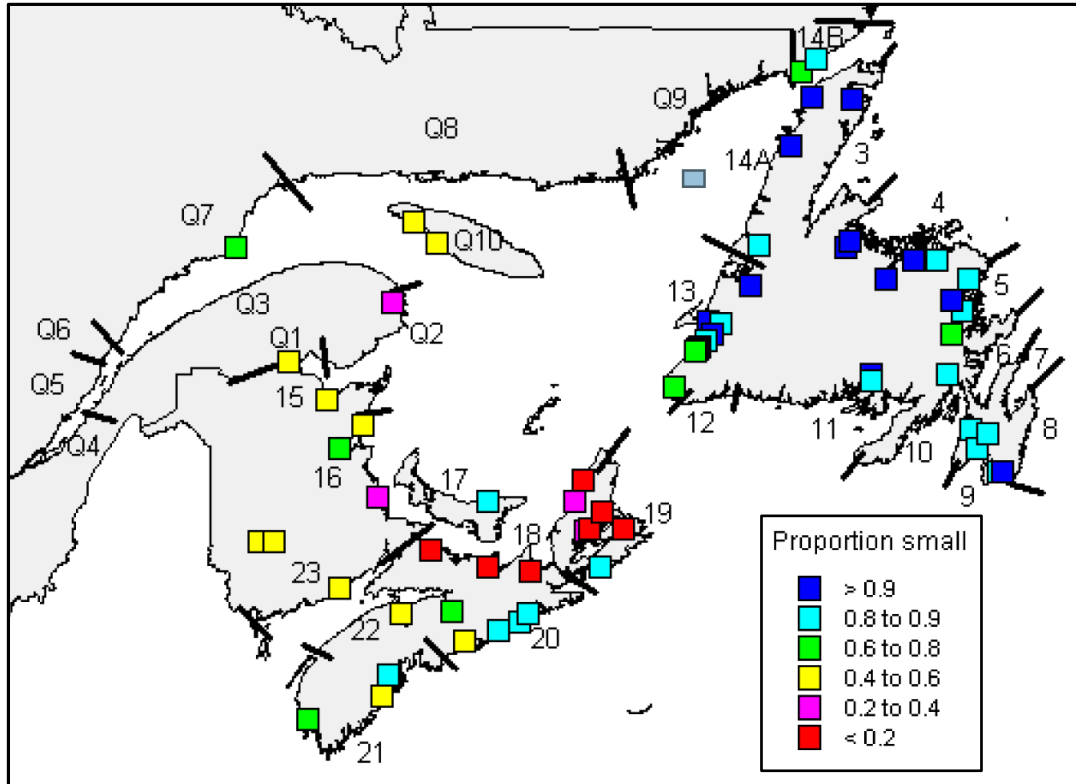 14B
Q9
Q8
14A
3
Q7
4
Q10
5
Q3
13
Q2
Q6
Q1
6
7
Q5
15
12
11
8
Q4
10
16
17
9
19
18
Proportion small
> 0.9
23
0.8 to 0.9
22
20
0.6 to 0.8
0.4 to 0.6
0.2 to 0.4
21
< 0.2